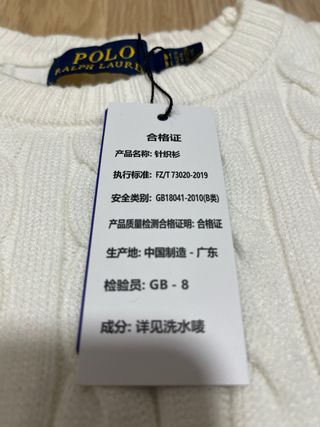 POLO
RALPH LAUREN
合格证
产品名称: 针织衫
执行标准: FZ/T 73020-2019
安全类别: GB18041-2010(B类)
产品质量检测合格证明: 合格证
生产地: 中国制造 - 广东
检验员: GB - 8
成分: 详见洗水唛